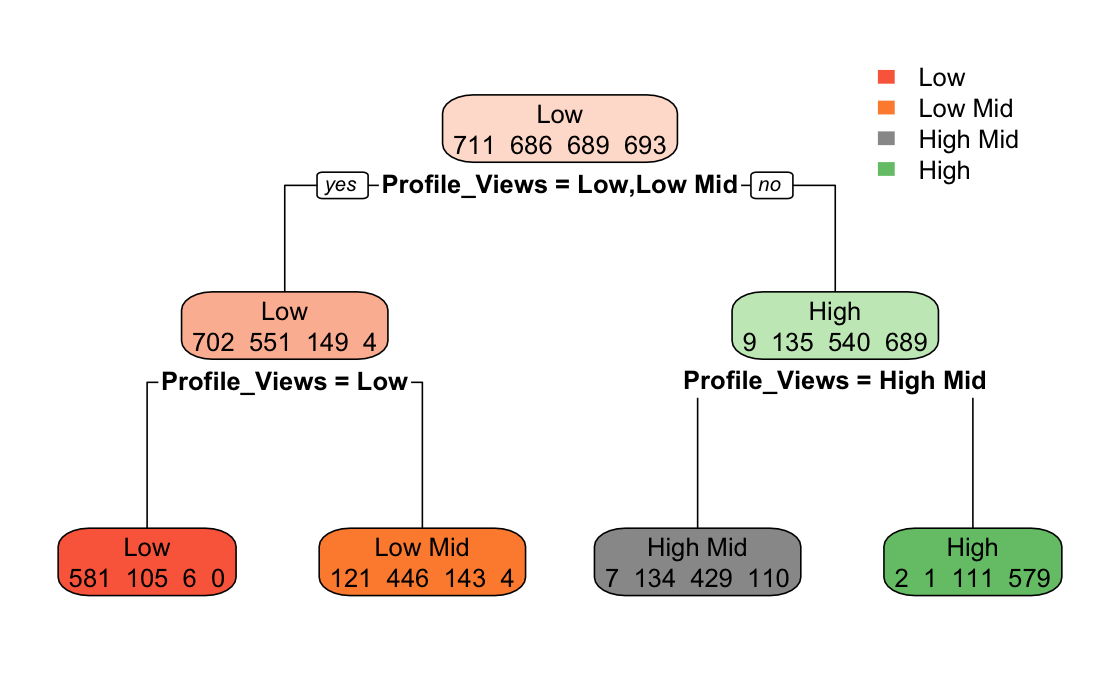 Low
Low Mid
High Mid
High
Low
711 686 689 693
yes
Profile_Views = Low,Low Mid
no
Low
702 551 149 4
High
9 135 540 689
Profile_Views = Low
Profile_Views = High Mid
Low
581 105 6 0
Low Mid
121 446 143 4
High Mid
7 134 429 110
High
2 1 111 579